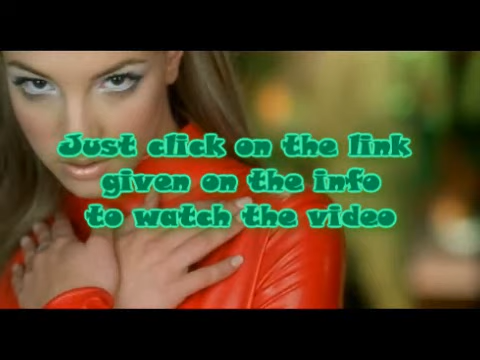 Just click on the link
given on the info
to watch the video